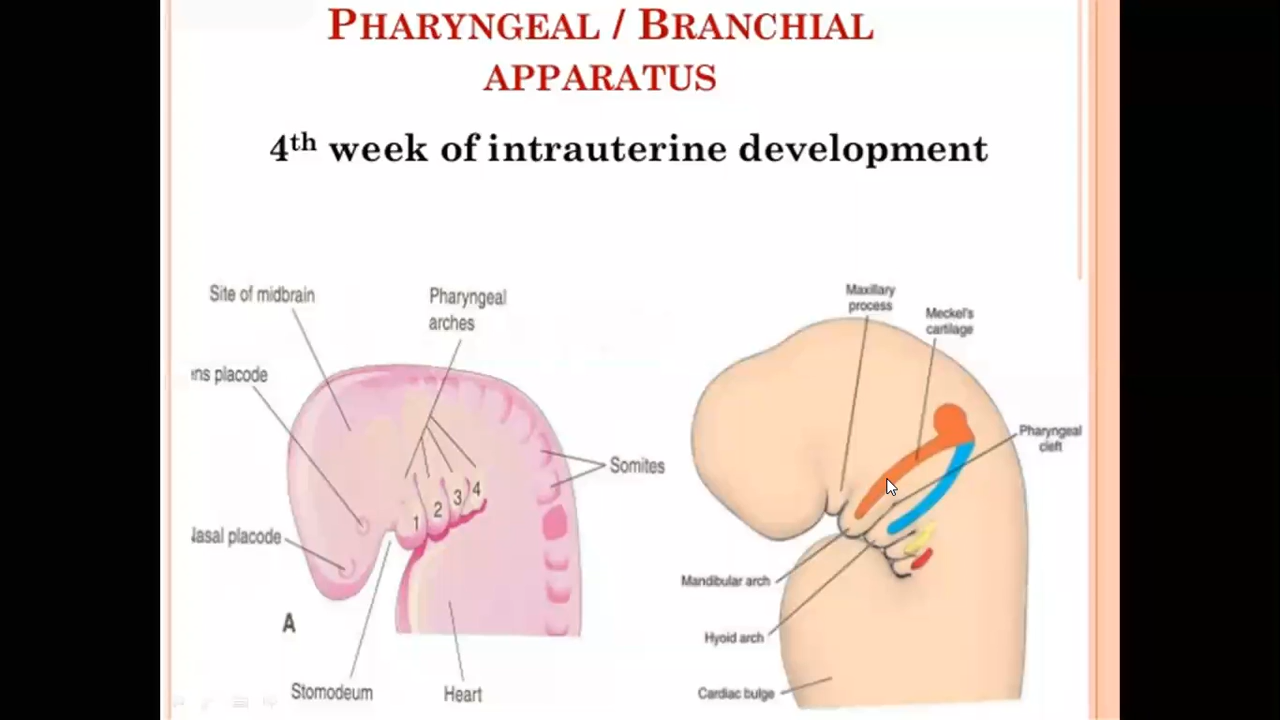 PHARYNGEAL / BRANCHIAL
APPARATUS
4th week of intrauterine development
Site of midbrain
Pharyngeal
arches
ns placode
Somites
1 2 3 4
Nasal placode
A
Stomodeum
Heart
Maxillary
process
Meckel's
cartilage
Pharyngeal
cleft
Mandibular arch
Hyoid arch
Cardiac bulge